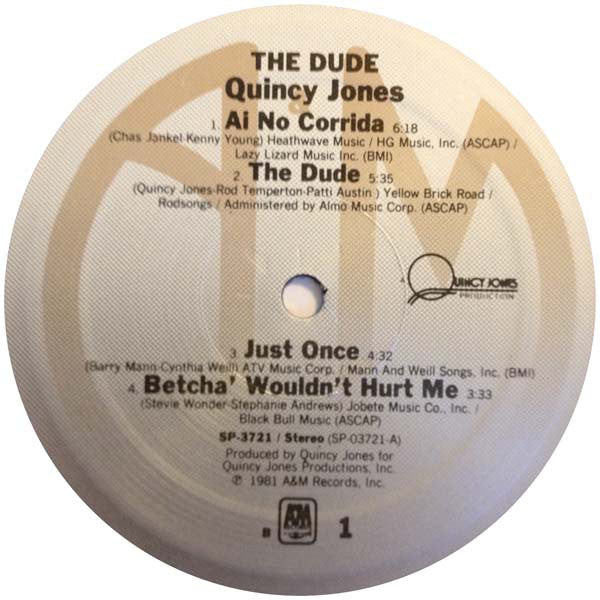 THE DUDE
Quincy Jones
1. Ai No Corrida 6:18
(Chas Jankel-Kenny Young) Heathwave Music / HG Music, Inc. (ASCAP) /
Lazy Lizard Music Inc. (BMI)
2. The Dude 5:35
(Quincy Jones-Rod Temperton-Patti Austin ) Yellow Brick Road /
Rodsongs / Administered by Almo Music Corp. (ASCAP)
A QUINCY JONES
PRODUCTION
3. Just Once 4:32
(Barry Mann-Cynthia Weill) ATV Music Corp. / Mann And Weill Songs, Inc. (BMI)
4. Betcha' Wouldn't Hurt Me 3:33
(Stevie Wonder-Stephanie Andrews) Jobete Music Co., Inc. /
Black Bull Music (ASCAP)
SP-3721 / Stereo (SP-03721-A)
Produced by Quincy Jones for
Quincy Jones Productions, Inc.
℗ 1981 A&M Records, Inc.
B A&M RECORDS 1
A&M